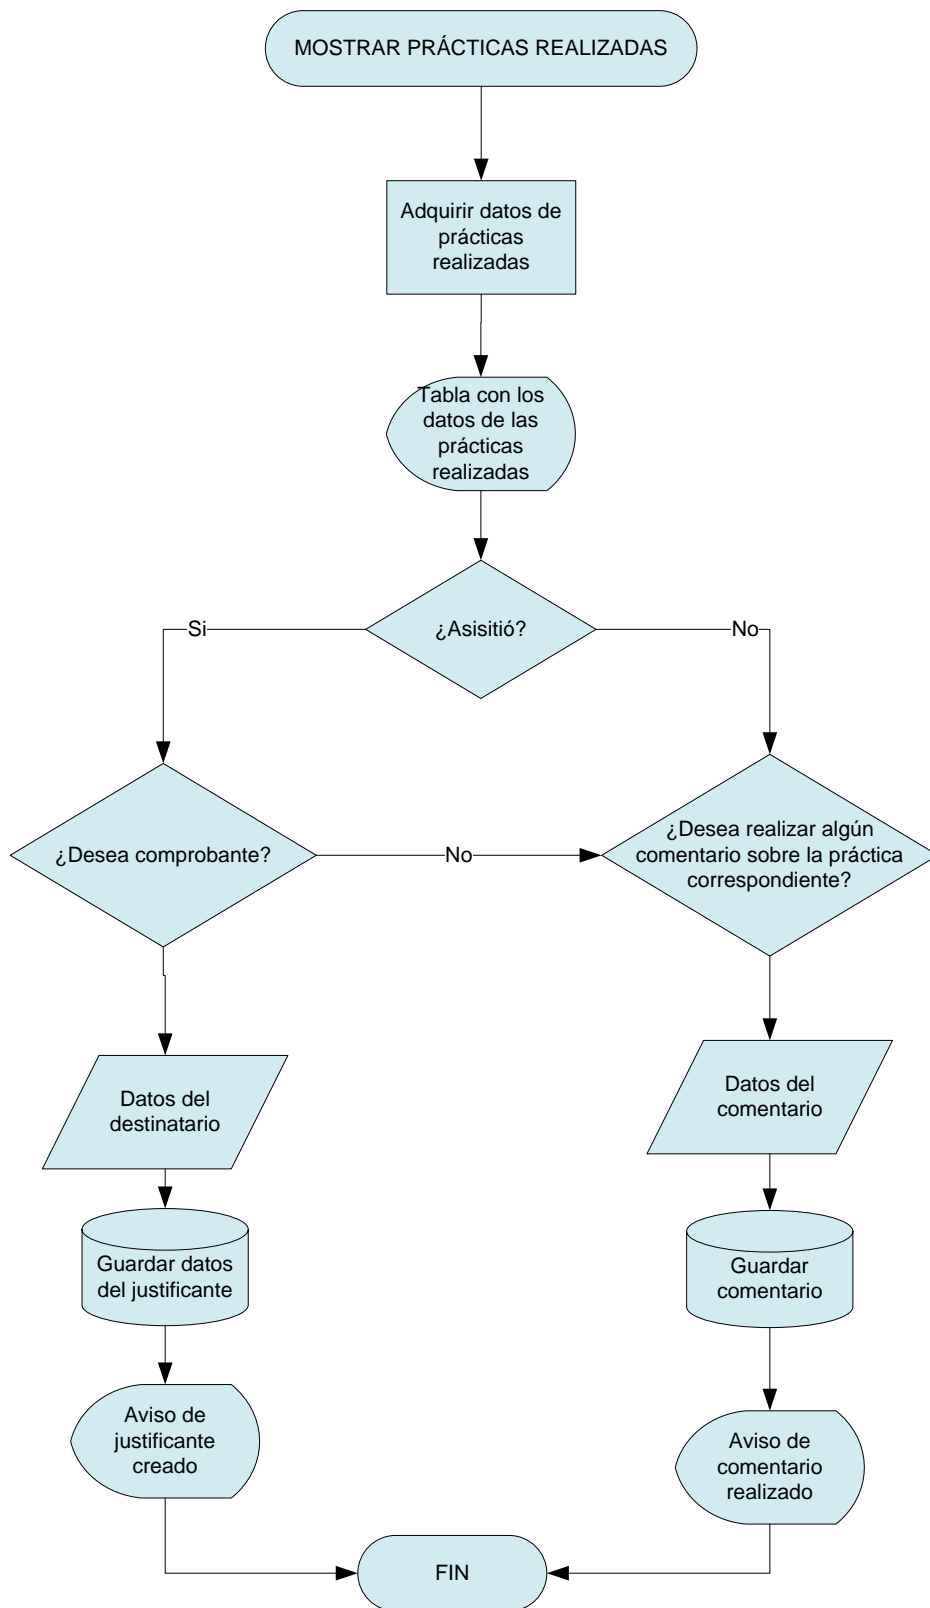 MOSTRAR PRÁCTICAS REALIZADAS
Adquirir datos de
prácticas
realizadas
Tabla con los
datos de las
prácticas
realizadas
¿Asisitió?
Si
No
¿Desea comprobante?
No
¿Desea realizar algún
comentario sobre la práctica
correspondiente?
Datos del
destinatario
Datos del
comentario
Guardar datos
del justificante
Guardar
comentario
Aviso de
justificante
creado
Aviso de
comentario
realizado
FIN